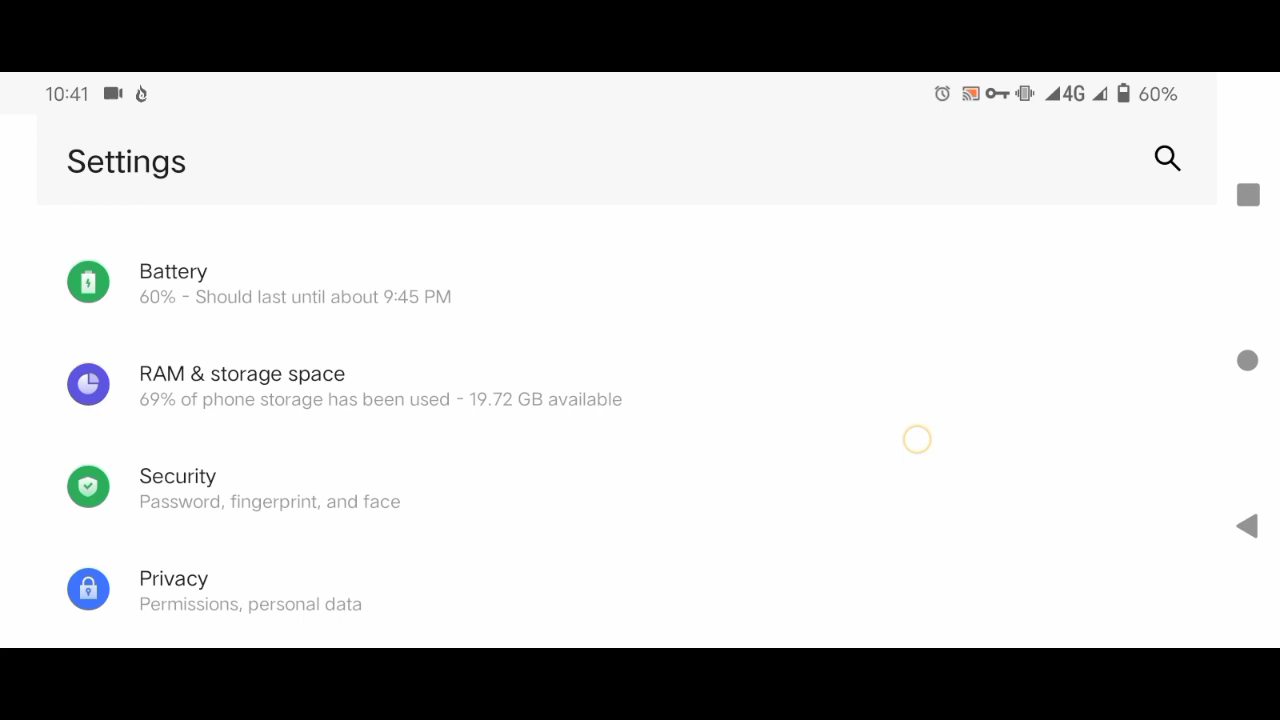 10:41 4G 60%
Settings
Battery
60% - Should last until about 9:45 PM
RAM & storage space
69% of phone storage has been used - 19.72 GB available
Security
Password, fingerprint, and face
Privacy
Permissions, personal data